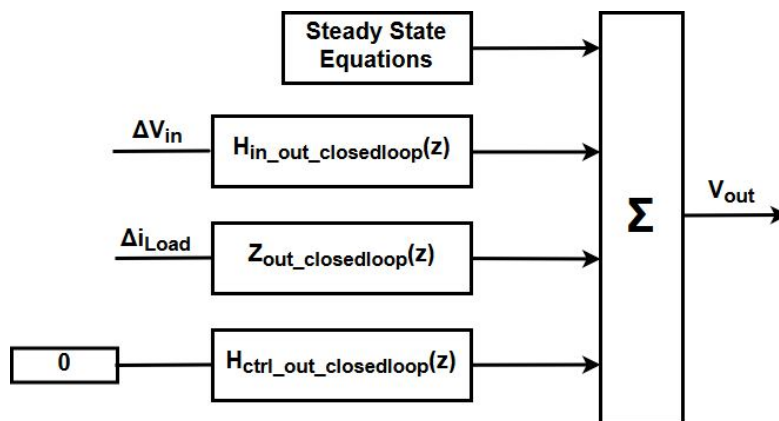 Steady State
Equations
ΔVin
Hin_out_closedloop(z)
Σ
Vout
ΔiLoad
Zout_closedloop(z)
0
Hctrl_out_closedloop(z)